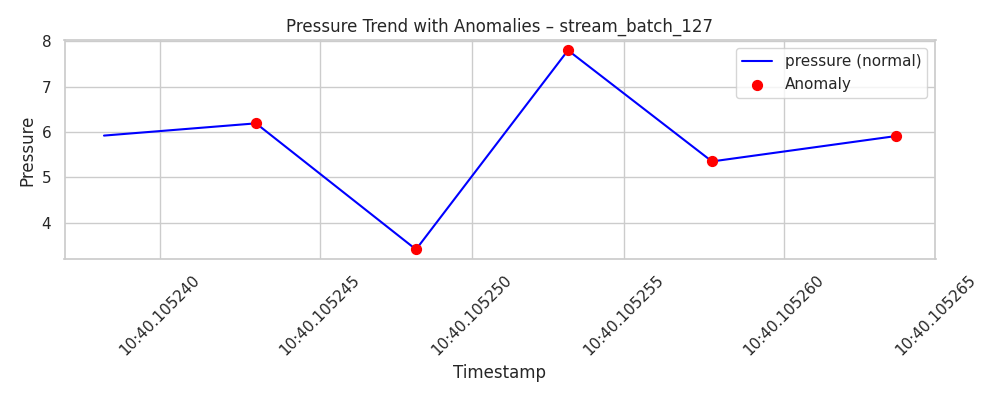 Pressure Trend with Anomalies – stream_batch_127
pressure (normal)
Anomaly
Pressure
8
7
6
5
4
10:40.105240
10:40.105245
10:40.105250
10:40.105255
10:40.105260
10:40.105265
Timestamp